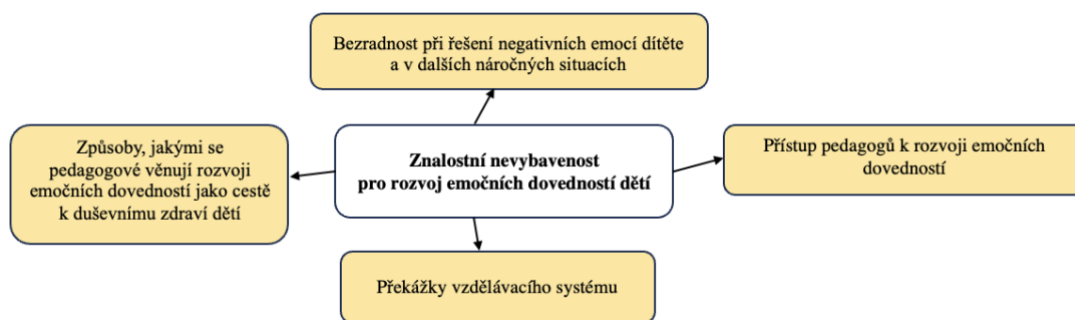 Bezradnost při řešení negativních emocí dítěte
a v dalších náročných situacích
Způsoby, jakými se
pedagogové věnují rozvoji
emočních dovedností jako cestě
k duševnímu zdraví dětí
Znalostní nevybavenost
pro rozvoj emočních dovedností dětí
Přístup pedagogů k rozvoji emočních
dovedností
Překážky vzdělávacího systému